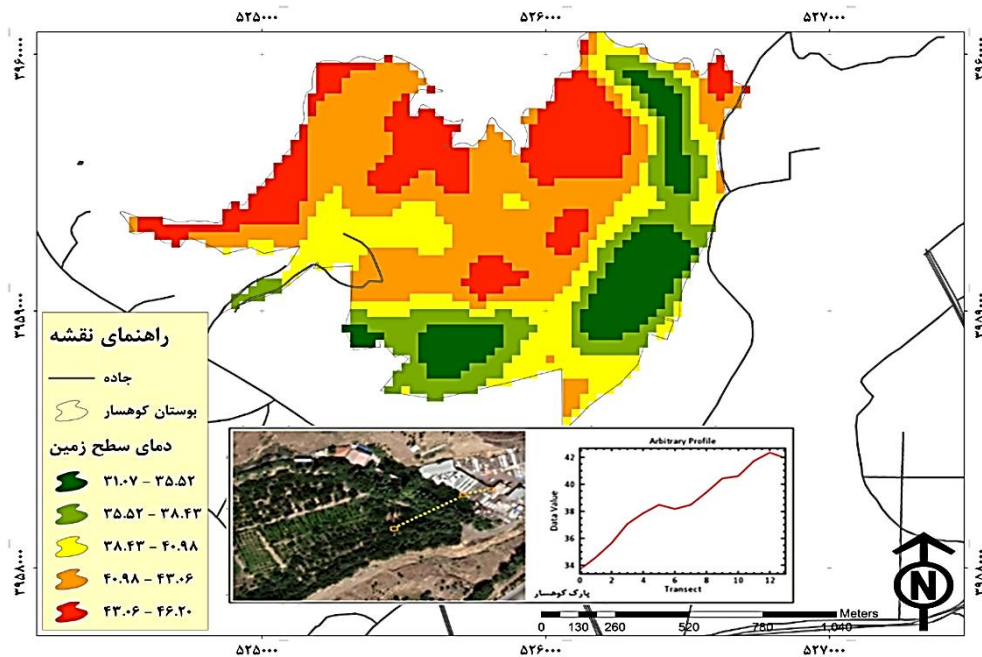 ۵۲۵۰۰۰
۵۲۶۰۰۰
۵۲۷۰۰۰
۳۹۶۰۰۰۰
۳۹۵۹۰۰۰
۳۹۵۹۰۰۰
۳۹۵۸۰۰۰
۳۹۵۸۰۰۰
راهنمای نقشه
جاده
بوستان کوهسار
دمای سطح زمین
۳۱.۰۷ – ۳۵.۵۲
۳۵.۵۲ – ۳۸.۴۳
۳۸.۴۳ – ۴۰.۹۸
۴۰.۹۸ – ۴۳.۰۶
۴۳.۰۶ – ۴۶.۲۰
Arbitrary Profile
Data Value
42
40
38
36
34
0 2 4 6 8 10 12
Transect
پارک کوهسار
Meters
0 130 260 520 780 1,040
N
۵۲۵۰۰۰
۵۲۶۰۰۰
۵۲۷۰۰۰